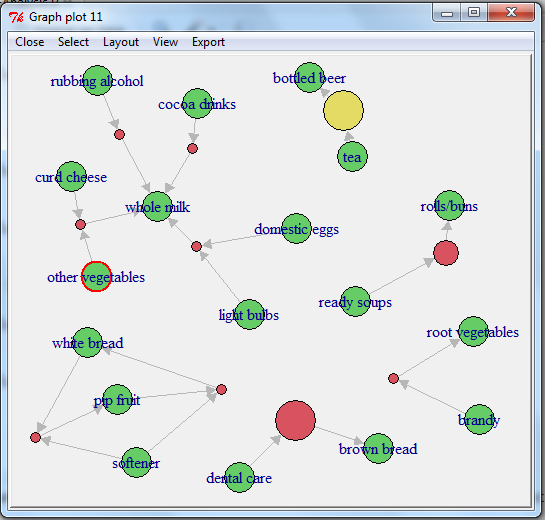 Graph plot 11
Close Select Layout View Export
rubbing alcohol
bottled beer
cocoa drinks
tea
curd cheese
whole milk
rolls/buns
domestic eggs
other vegetables
ready soups
light bulbs
root vegetables
white bread
pip fruit
brandy
brown bread
softener
dental care